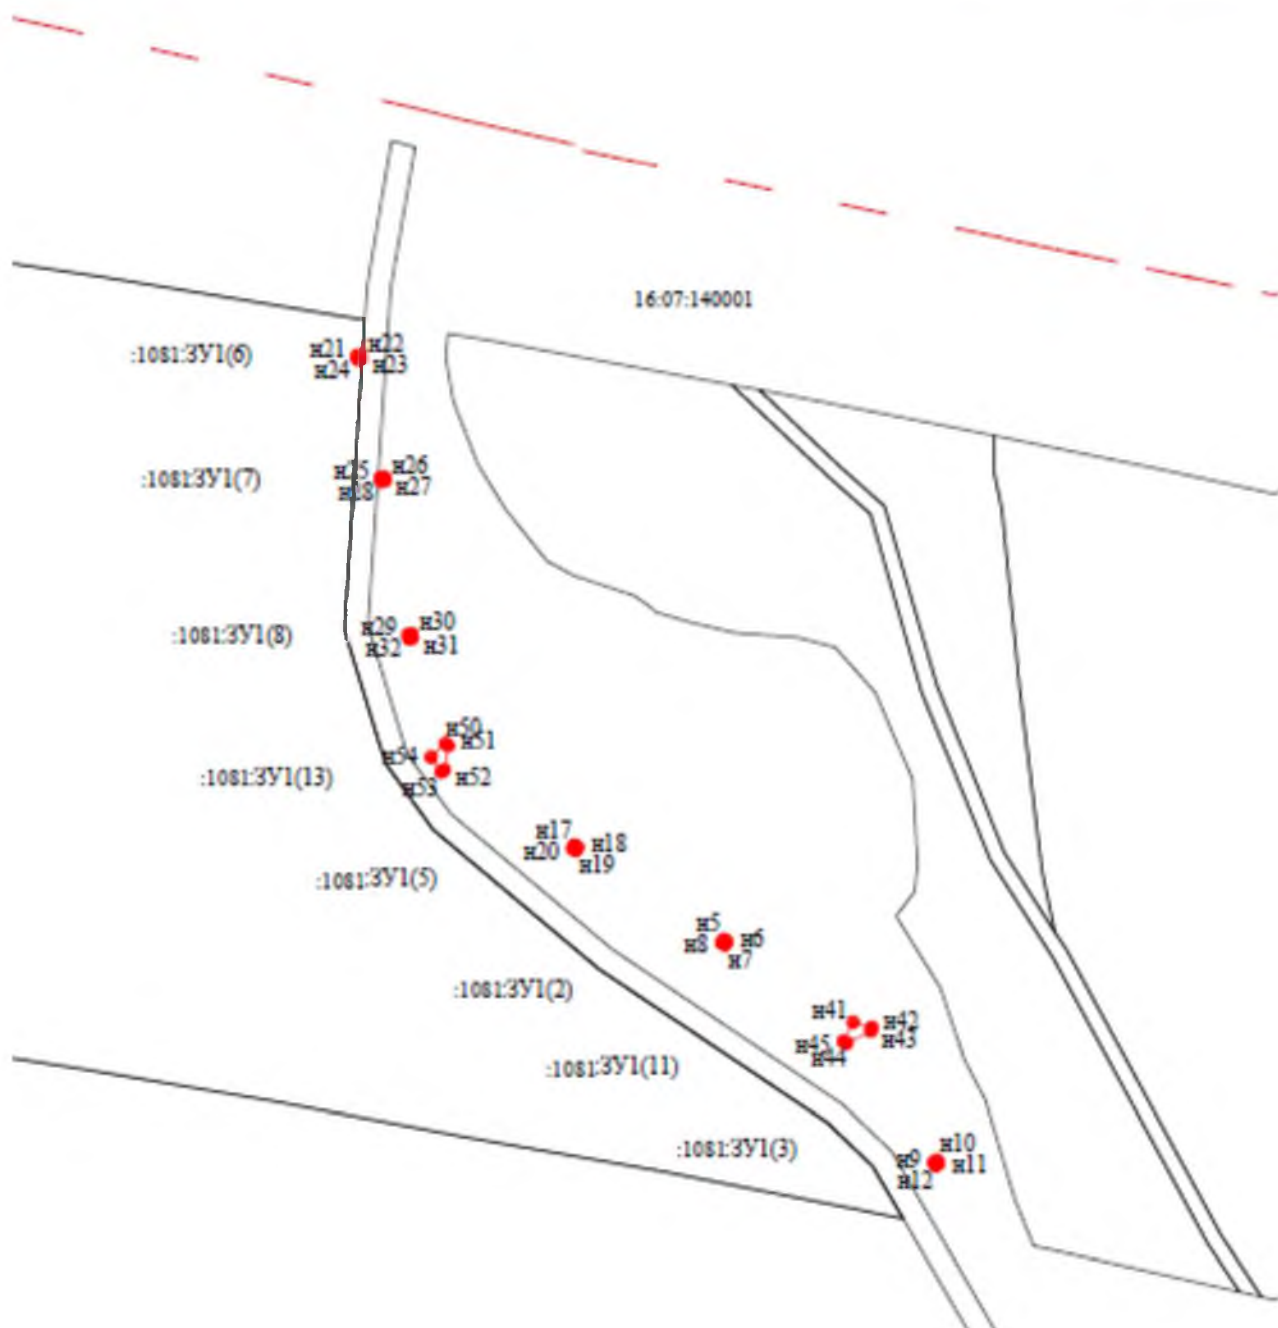 16:07:140001
:1081:ЗУ1(6)
н21
н22
н24
н23
:1081:ЗУ1(7)
н25
н26
н28
н27
:1081:ЗУ1(8)
н29
н30
н32
н31
н50
н51
н54
:1081:ЗУ1(13)
н53
н52
н17
н18
н20
н19
:1081:ЗУ1(5)
н5
н6
н8
н7
:1081:ЗУ1(2)
н41
н42
н45
н43
н44
:1081:ЗУ1(11)
:1081:ЗУ1(3)
н9
н10
н11
н12